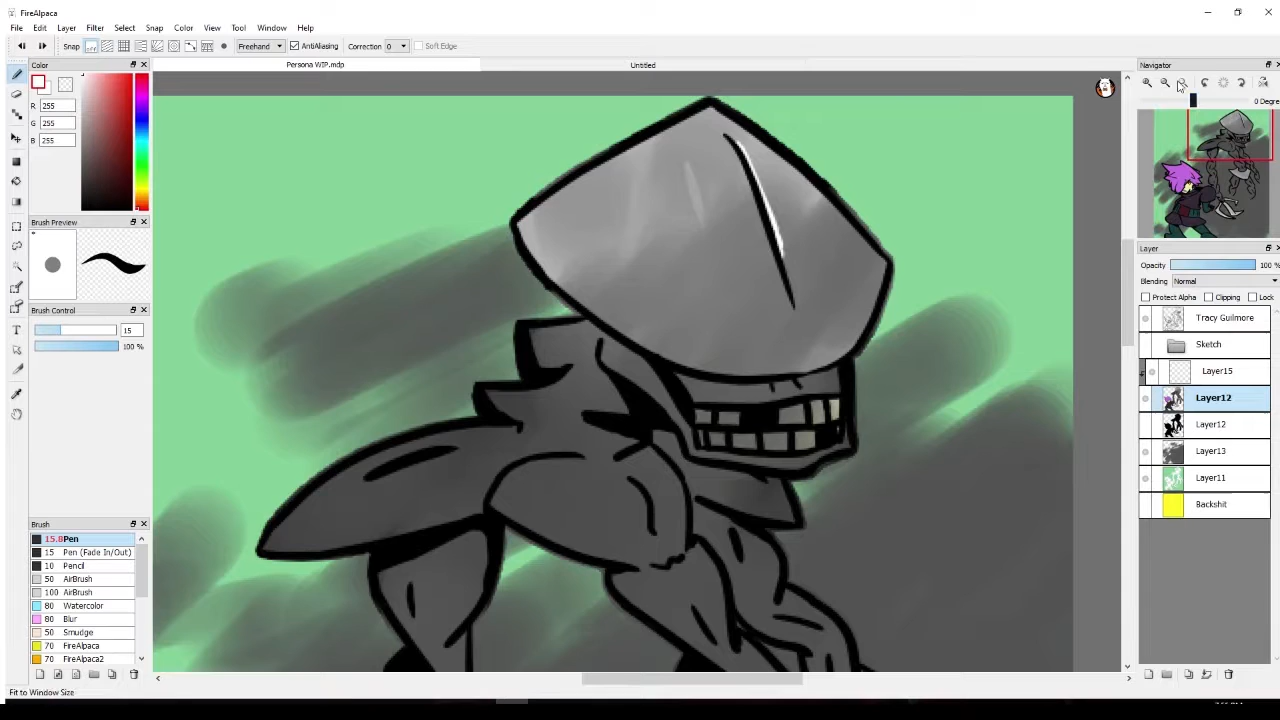 FireAlpaca
File Edit Layer Filter Select Snap Color View Tool Window Help
Snap off Freehand AntiAliasing Correction 0 Soft Edge
Color Persona WIP.mdp Untitled Navigator
R 255
G 255
B 255
0 Degree
Brush Preview
Layer
Opacity 100 %
Blending Normal
Protect Alpha Clipping Lock
Brush Control
15
100 %
Tracy Guilmore
Sketch
Layer15
Layer12
Layer12
Layer13
Layer11
Backshit
Brush
15.8 Pen
15 Pen (Fade In/Out)
10 Pencil
50 AirBrush
100 AirBrush
80 Watercolor
80 Blur
50 Smudge
70 FireAlpaca
70 FireAlpaca2
Fit to Window Size